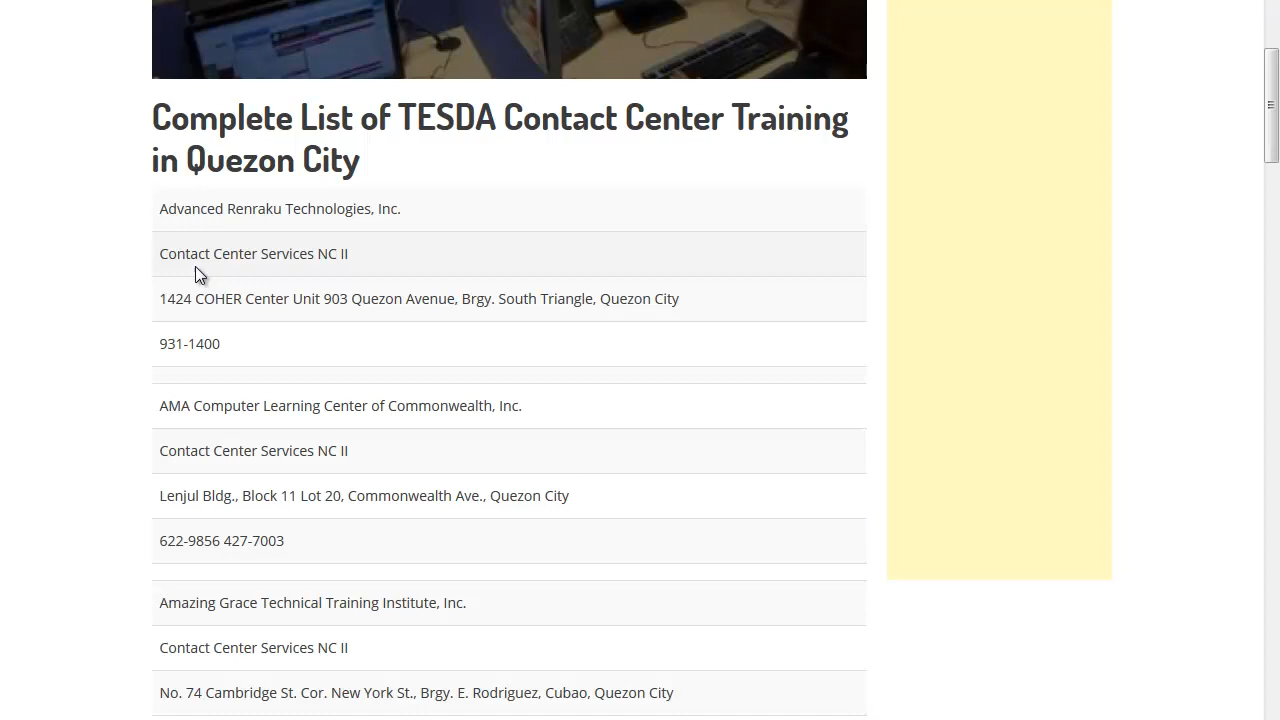 Complete List of TESDA Contact Center Training
in Quezon City
Advanced Renraku Technologies, Inc.
Contact Center Services NC II
1424 COHER Center Unit 903 Quezon Avenue, Brgy. South Triangle, Quezon City
931-1400
AMA Computer Learning Center of Commonwealth, Inc.
Contact Center Services NC II
Lenjul Bldg., Block 11 Lot 20, Commonwealth Ave., Quezon City
622-9856 427-7003
Amazing Grace Technical Training Institute, Inc.
Contact Center Services NC II
No. 74 Cambridge St. Cor. New York St., Brgy. E. Rodriguez, Cubao, Quezon City